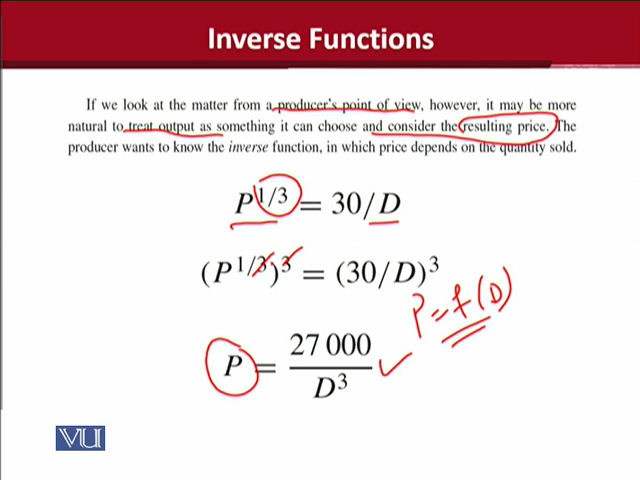 Inverse Functions
If we look at the matter from a producer's point of view, however, it may be more
natural to treat output as something it can choose and consider the resulting price. The
producer wants to know the inverse function, in which price depends on the quantity sold.
P^{1/3} = 30/D
(P^{1/3})^3 = (30/D)^3
P = f(D)
P = 27 000 / D^3
VU